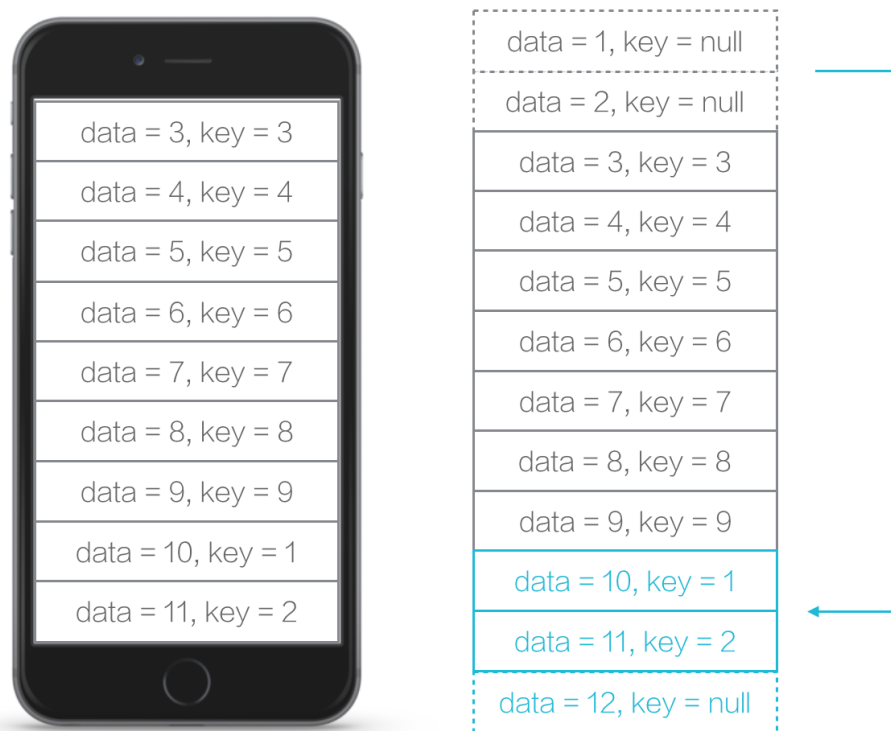 data = 3, key = 3
data = 4, key = 4
data = 5, key = 5
data = 6, key = 6
data = 7, key = 7
data = 8, key = 8
data = 9, key = 9
data = 10, key = 1
data = 11, key = 2
data = 1, key = null
data = 2, key = null
data = 3, key = 3
data = 4, key = 4
data = 5, key = 5
data = 6, key = 6
data = 7, key = 7
data = 8, key = 8
data = 9, key = 9
data = 10, key = 1
data = 11, key = 2
data = 12, key = null